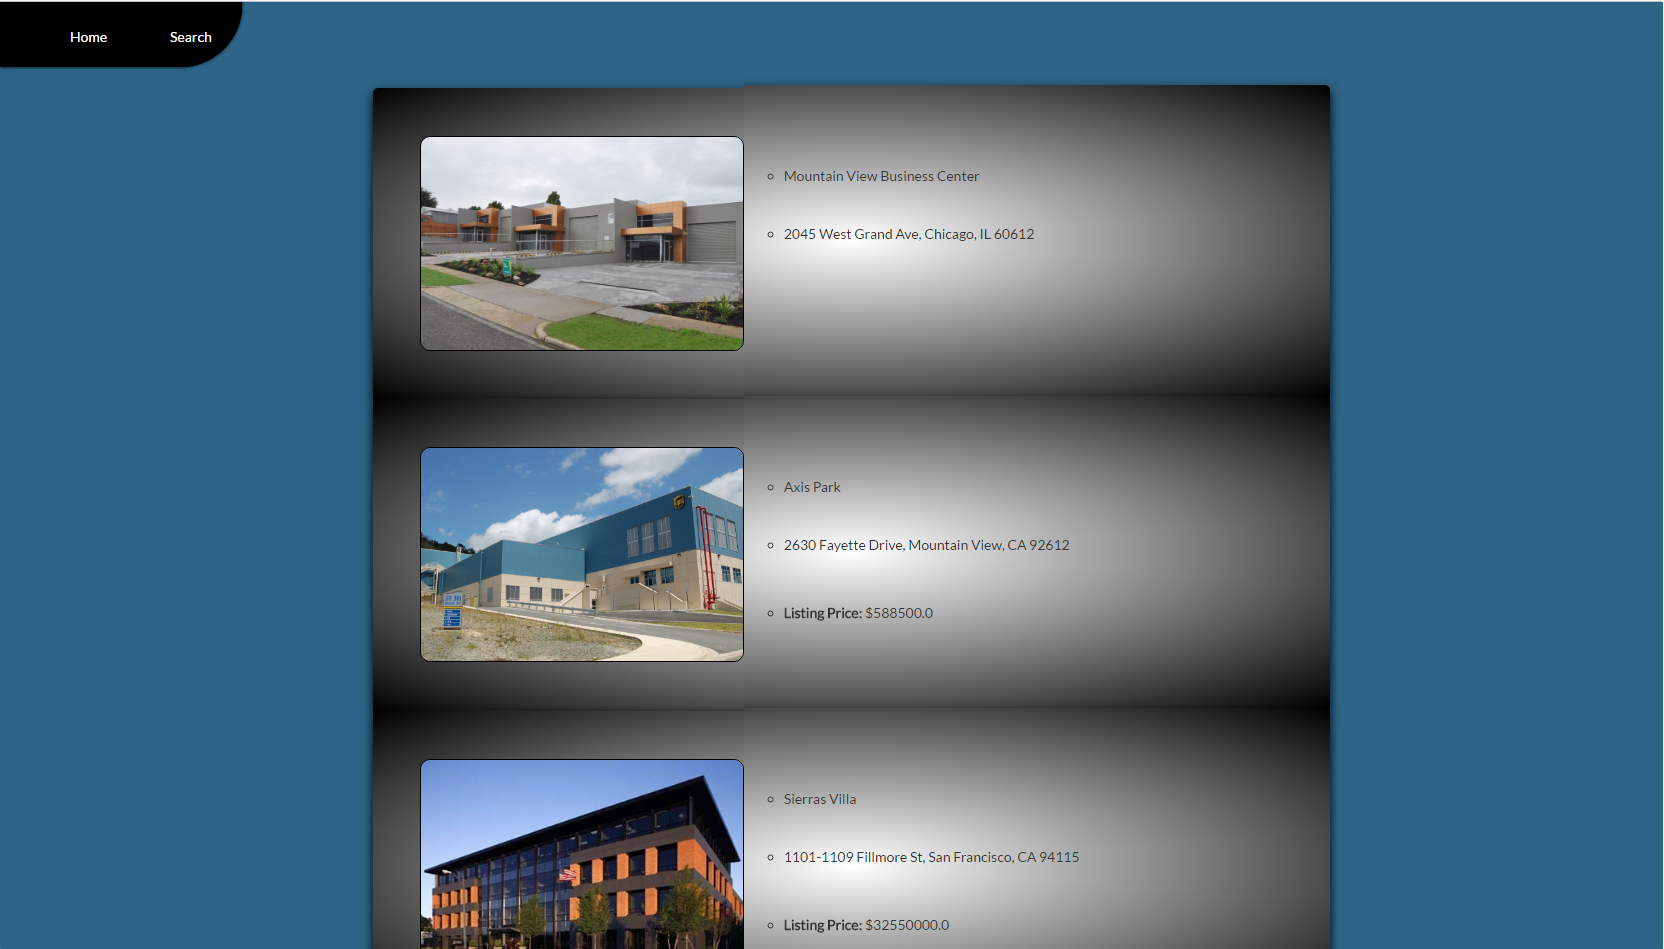 Home Search
Mountain View Business Center
2045 West Grand Ave, Chicago, IL 60612
Axis Park
2630 Fayette Drive, Mountain View, CA 92612
Listing Price: $588500.0
Sierras Villa
1101-1109 Fillmore St, San Francisco, CA 94115
Listing Price: $32550000.0